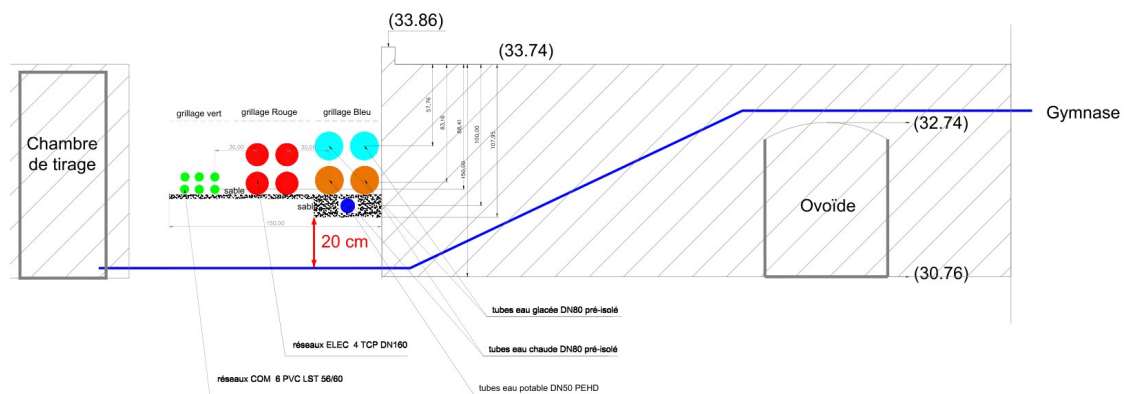 (33.86)
(33.74)
grillage vert
grillage Rouge
grillage Bleu
57,76
83,16
88,41
100,00
107,95
150,00
Gymnase
(32.74)
Chambre
de tirage
30,00
30,00
sable
sable
Ovoïde
150,00
20 cm
(30.76)
tubes eau glacée DN80 pré-isolé
réseaux ELEC 4 TCP DN160
tubes eau chaude DN80 pré-isolé
réseaux COM 6 PVC LST 56/60
tubes eau potable DN50 PEHD